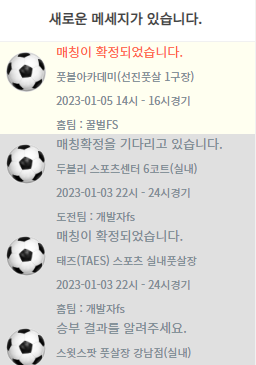 새로운 메세지가 있습니다.
매칭이 확정되었습니다.
풋볼아카데미(선진풋살 1구장)
2023-01-05 14시 - 16시경기
홈팀 : 꿀벌FS
매칭확정을 기다리고 있습니다.
두블리 스포츠센터 6코트(실내)
2023-01-03 22시 - 24시경기
도전팀 : 개발자fs
매칭이 확정되었습니다.
태즈(TAES) 스포츠 실내풋살장
2023-01-03 22시 - 24시경기
홈팀 : 개발자fs
승부 결과를 알려주세요.
스윗스팟 풋살장 강남점(실내)